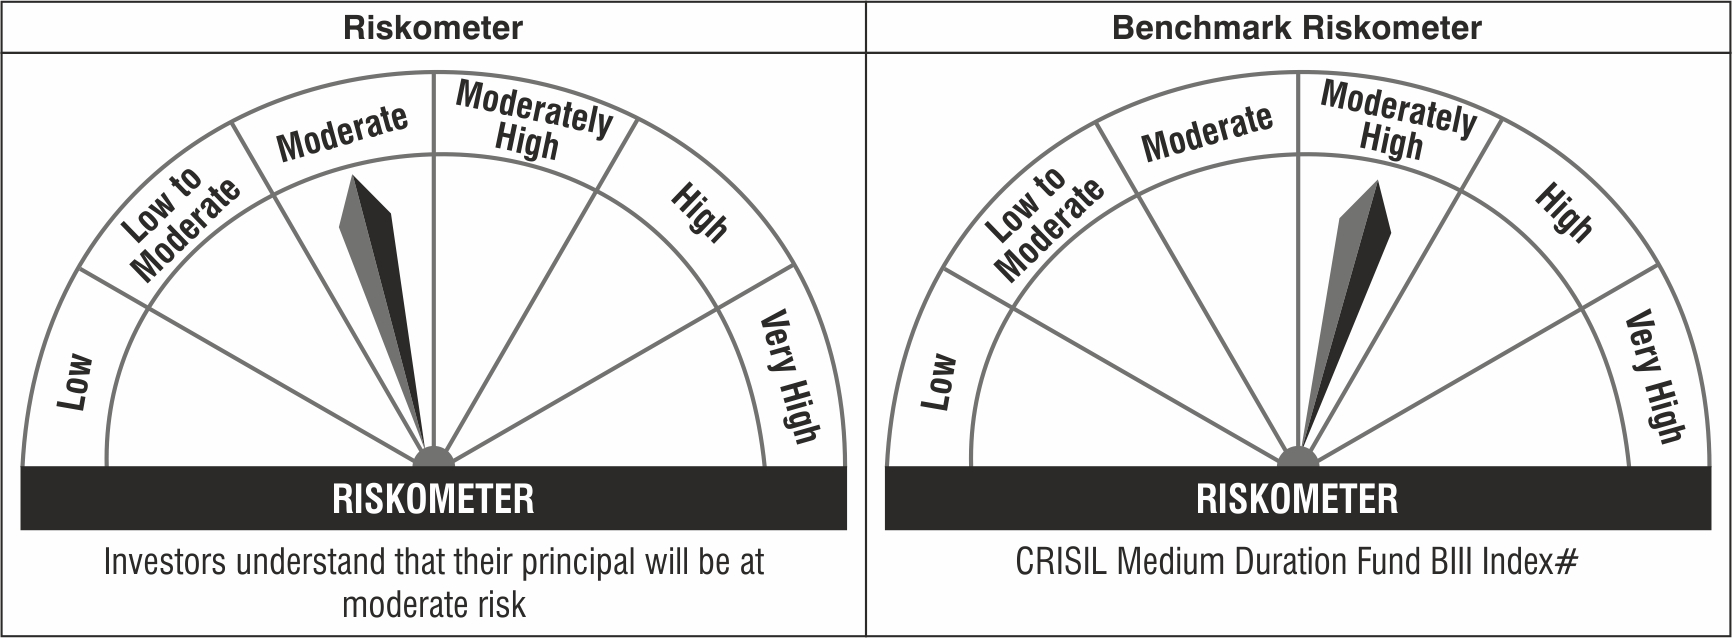 Riskometer
Low
Low to
Moderate
Moderate
Moderately
High
High
Very High
RISKOMETER
Investors understand that their principal will be at
moderate risk
Benchmark Riskometer
Low
Low to
Moderate
Moderate
Moderately
High
High
Very High
RISKOMETER
CRISIL Medium Duration Fund BIII Index#